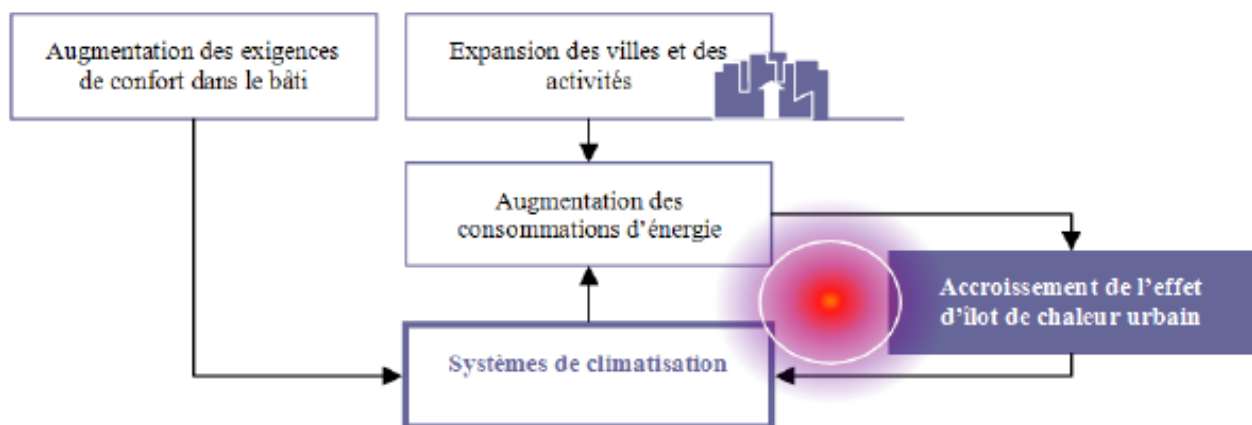 Augmentation des exigences
de confort dans le bâti
Expansion des villes et des
activités
Augmentation des
consommations d’énergie
Accroissement de l’effet
d’îlot de chaleur urbain
Systèmes de climatisation